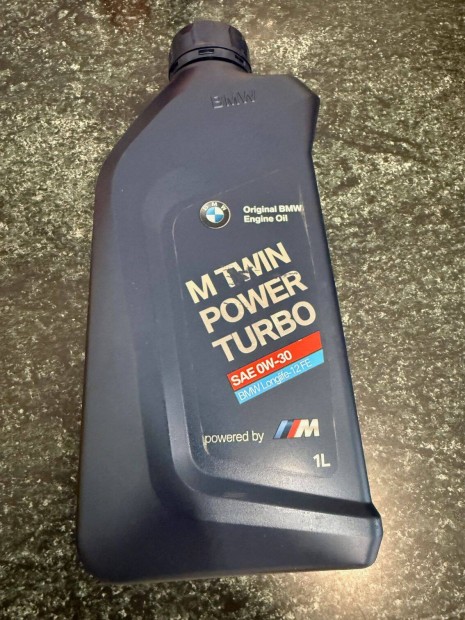 BMW
BMW
Original BMW
Engine Oil
M TWIN
POWER
TURBO
SAE 0W-30
BMW Longlife-12 FE
powered by M
1L